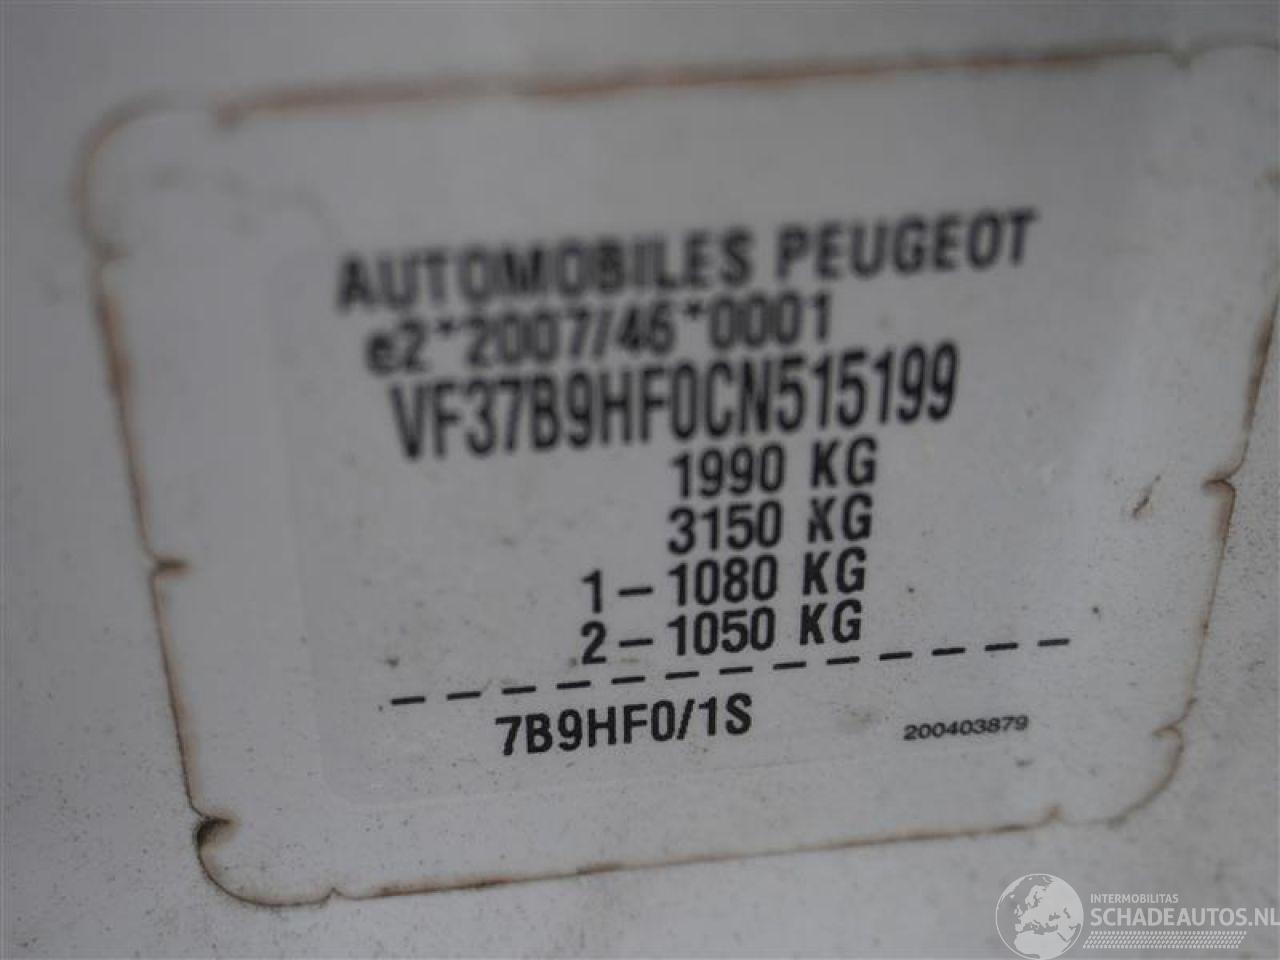 AUTOMOBILES PEUGEOT
e2*2007/46*0001
VF37B9HF0CN515199
1990 KG
3150 KG
1-1080 KG
2-1050 KG
7B9HF0/1S
200403879
INTERMOBILITAS
SCHADEAUTOS.NL